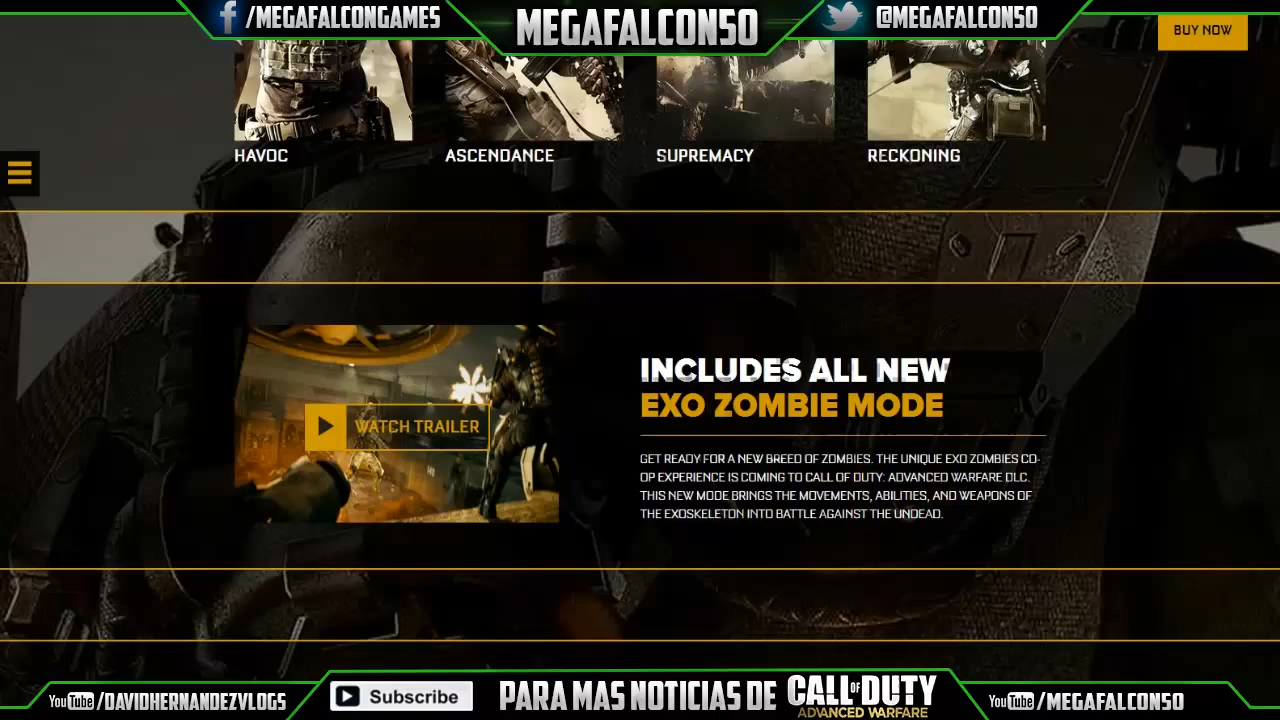 /MEGAFALCONGAMES
MEGAFALCON50
@MEGAFALCON50
BUY NOW
HAVOC
ASCENDANCE
SUPREMACY
RECKONING
WATCH TRAILER
INCLUDES ALL NEW
EXO ZOMBIE MODE
GET READY FOR A NEW BREED OF ZOMBIES. THE UNIQUE EXO ZOMBIES CO-
OP EXPERIENCE IS COMING TO CALL OF DUTY: ADVANCED WARFARE DLC.
THIS NEW MODE BRINGS THE MOVEMENTS, ABILITIES, AND WEAPONS OF
THE EXOSKELETON INTO BATTLE AGAINST THE UNDEAD.
YouTube/DAVIDHERNANDEZVLOGS
Subscribe
PARA MAS NOTICIAS DE
CALL OF DUTY
ADVANCED WARFARE
YouTube/MEGAFALCON50